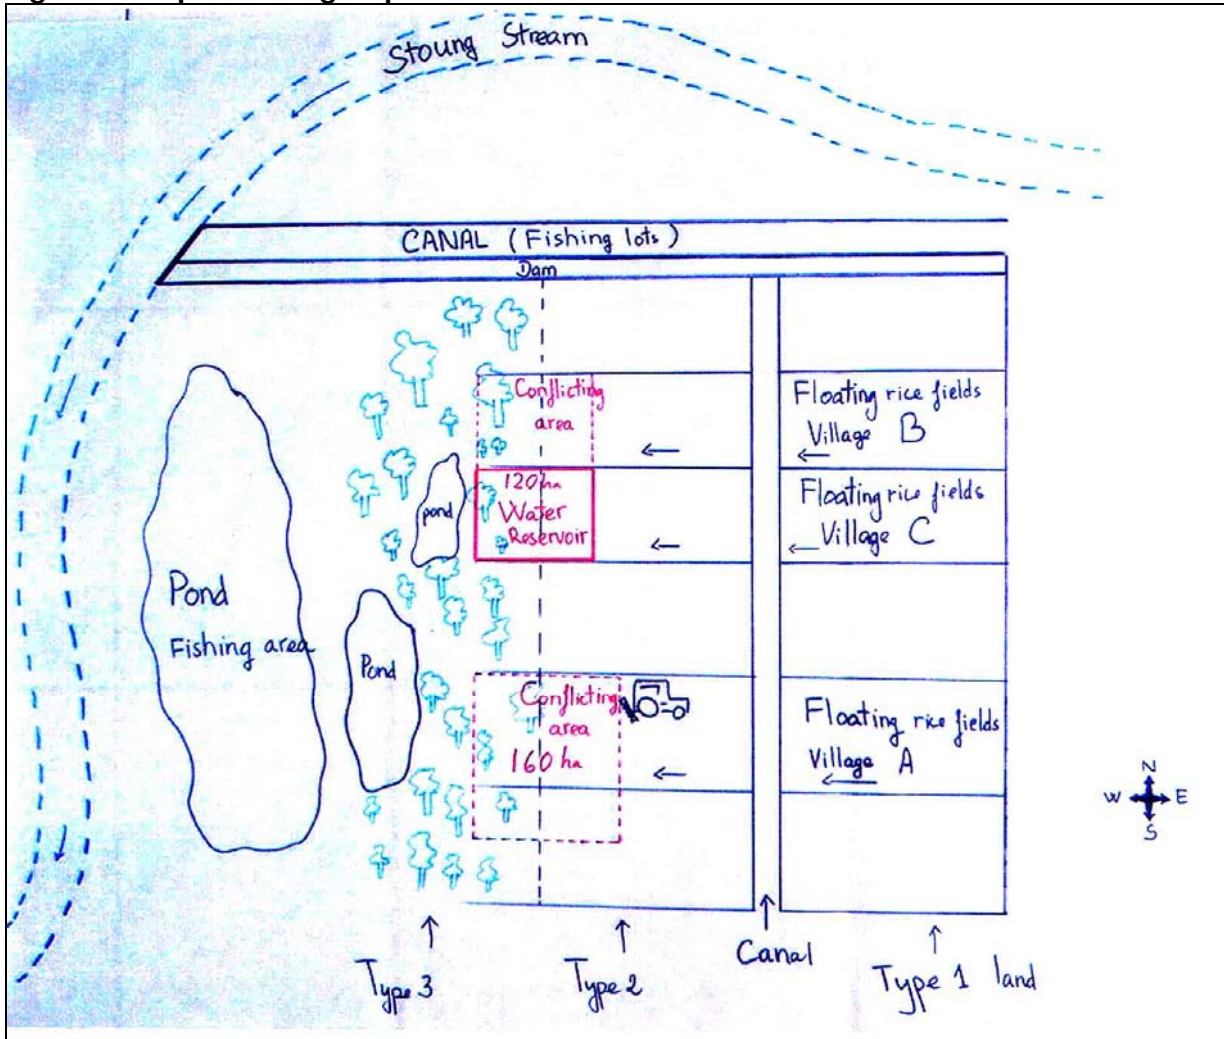 Stoung Stream
CANAL (Fishing lots)
Dam
Conflicting
area
Floating rice fields
Village B
120 ha
Water
Reservoir
pond
Floating rice fields
Village C
Pond
Fishing area
Pond
Conflicting
area
160 ha
Floating rice fields
Village A
N
W E
S
Type 3
Type 2
Canal
Type 1 land